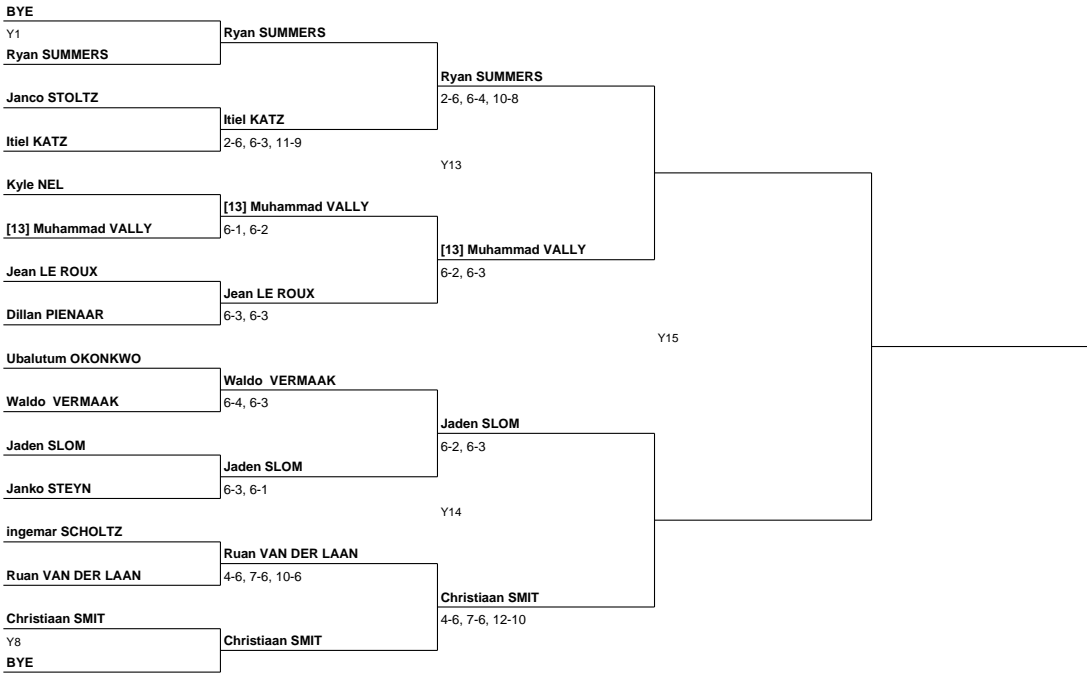 BYE
Y1
Ryan SUMMERS
Ryan SUMMERS
Janco STOLTZ
Itiel KATZ
Itiel KATZ
2-6, 6-3, 11-9
Ryan SUMMERS
2-6, 6-4, 10-8
Y13
Kyle NEL
[13] Muhammad VALLY
[13] Muhammad VALLY
6-1, 6-2
Jean LE ROUX
Dillan PIENAAR
Jean LE ROUX
6-3, 6-3
[13] Muhammad VALLY
6-2, 6-3
Y15
Ubalutum OKONKWO
Waldo VERMAAK
Waldo  VERMAAK
6-4, 6-3
Jaden SLOM
Janko STEYN
Jaden SLOM
6-3, 6-1
Jaden SLOM
6-2, 6-3
Y14
ingemar SCHOLTZ
Ruan VAN DER LAAN
Ruan VAN DER LAAN
4-6, 7-6, 10-6
Christiaan SMIT
Y8
BYE
Christiaan SMIT
Christiaan SMIT
4-6, 7-6, 12-10